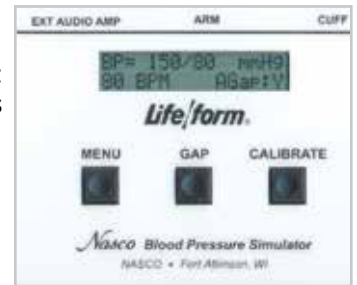 EXT AUDIO AMP ARM CUFF
BP= 150/80 mmHg
80 BPM AGap:Y
Life/form®
MENU GAP CALIBRATE
Nasco Blood Pressure Simulator
NASCO • Fort Atkinson, WI